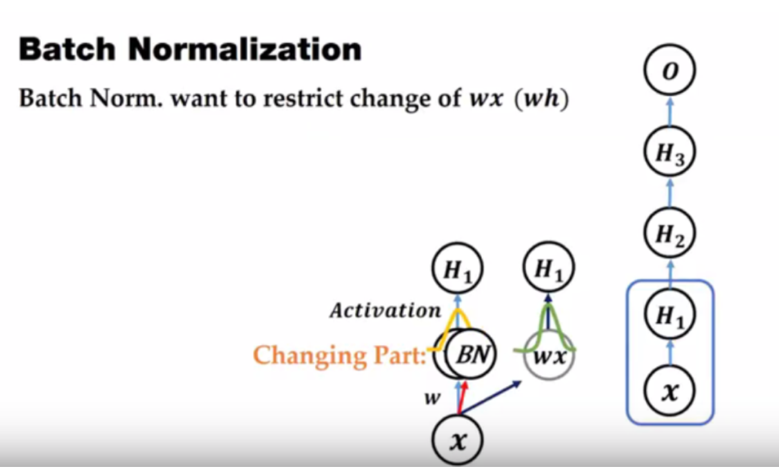 Batch Normalization
Batch Norm. want to restrict change of wx (wh)
O
H₃
H₂
H₁
H₁
H₁
Activation
Changing Part:
BN
wx
w
x
x